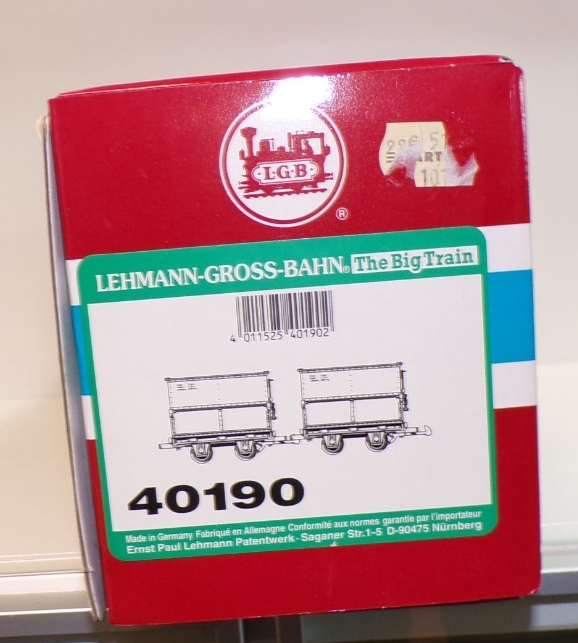 L·G·B
®
LEHMANN-GROSS-BAHN® The Big Train
4 011525 401902
40190
Made in Germany Fabriqué en Allemagne Conformité aux normes garantie par l'importateur
Ernst Paul Lehmann Patentwerk - Saganer Str.1-5 D-90475 Nürnberg